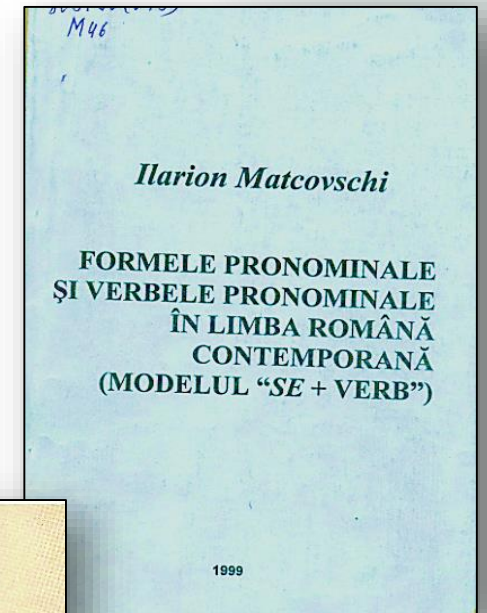 M46
Ilarion Matcovschi
FORMELE PRONOMINALE
ŞI VERBELE PRONOMINALE
ÎN LIMBA ROMÂNĂ
CONTEMPORANĂ
(MODELUL “SE + VERB”)
1999